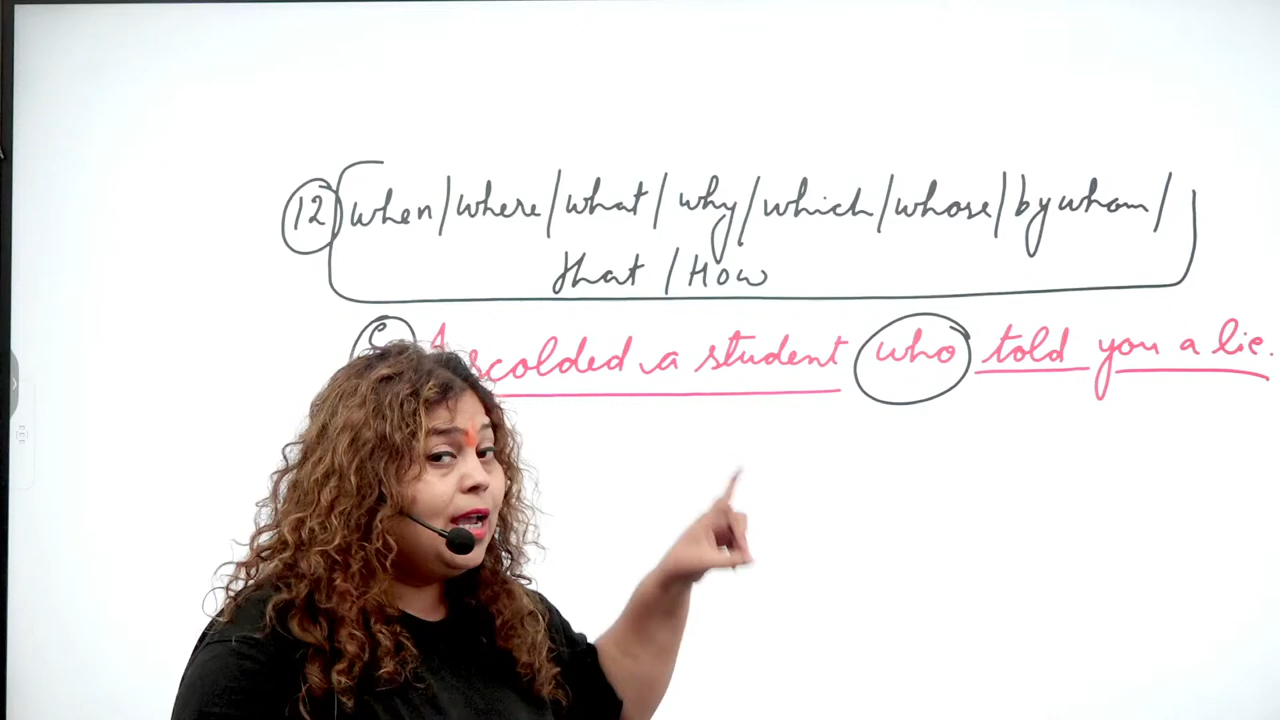 12 when/where/what/why/which/whose/by whom/
that/How
scolded a student who told you a lie.